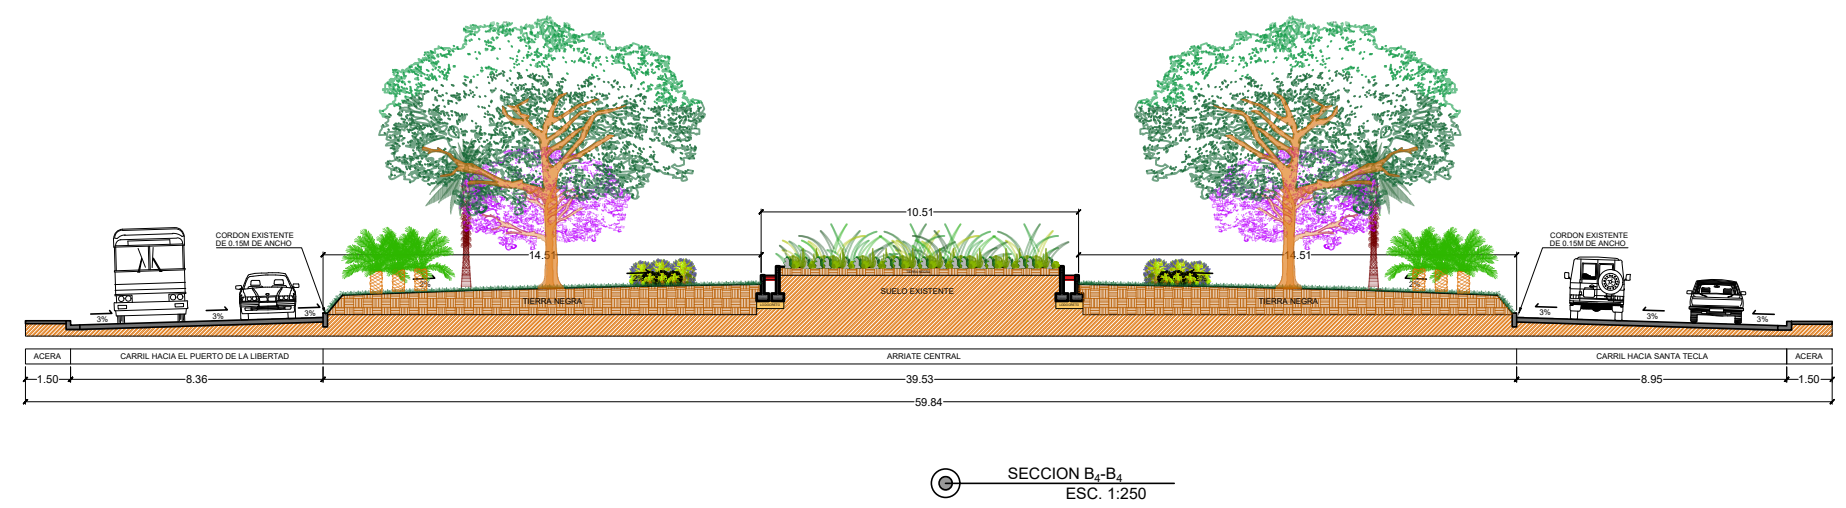 10.51
CORDON EXISTENTE
DE 0.15M DE ANCHO
CORDON EXISTENTE
DE 0.15M DE ANCHO
14.51
14.51
2%
2%
SUELO EXISTENTE
TIERRA NEGRA
TIERRA NEGRA
3%
3%
3%
3%
3%
3%
ACERA
CARRIL HACIA EL PUERTO DE LA LIBERTAD
ARRIATE CENTRAL
CARRIL HACIA SANTA TECLA
ACERA
1.50
8.36
39.53
8.95
1.50
59.84
SECCION B4-B4
ESC. 1:250